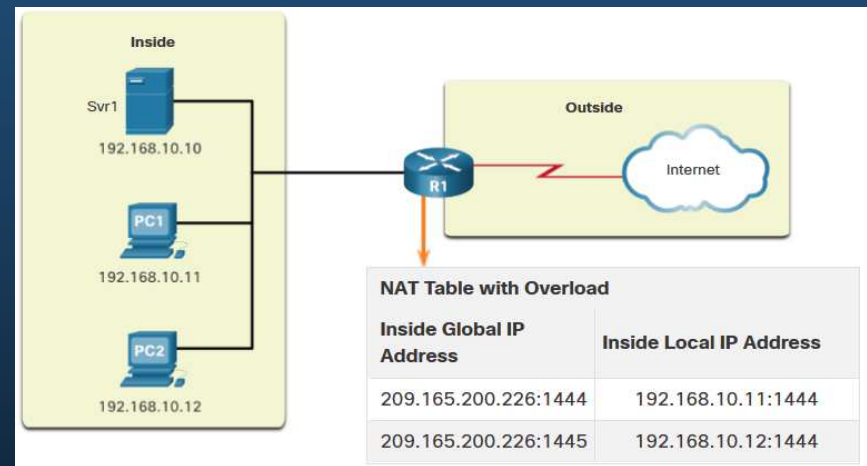 Inside
Svr1
192.168.10.10
PC1
192.168.10.11
PC2
192.168.10.12
Outside
R1
Internet
NAT Table with Overload
Inside Global IP
Address
Inside Local IP Address
209.165.200.226:1444 192.168.10.11:1444
209.165.200.226:1445 192.168.10.12:1444